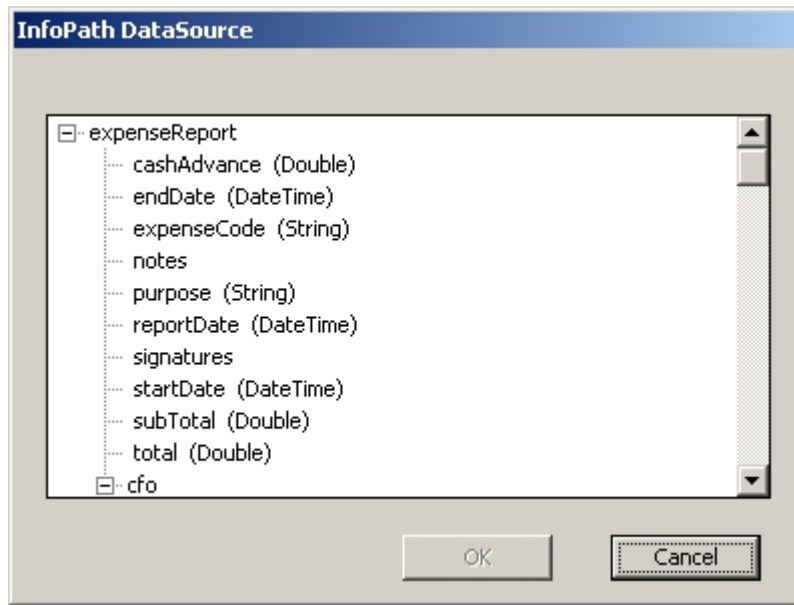 InfoPath DataSource
expenseReport
cashAdvance (Double)
endDate (DateTime)
expenseCode (String)
notes
purpose (String)
reportDate (DateTime)
signatures
startDate (DateTime)
subTotal (Double)
total (Double)
cfo
OK
Cancel